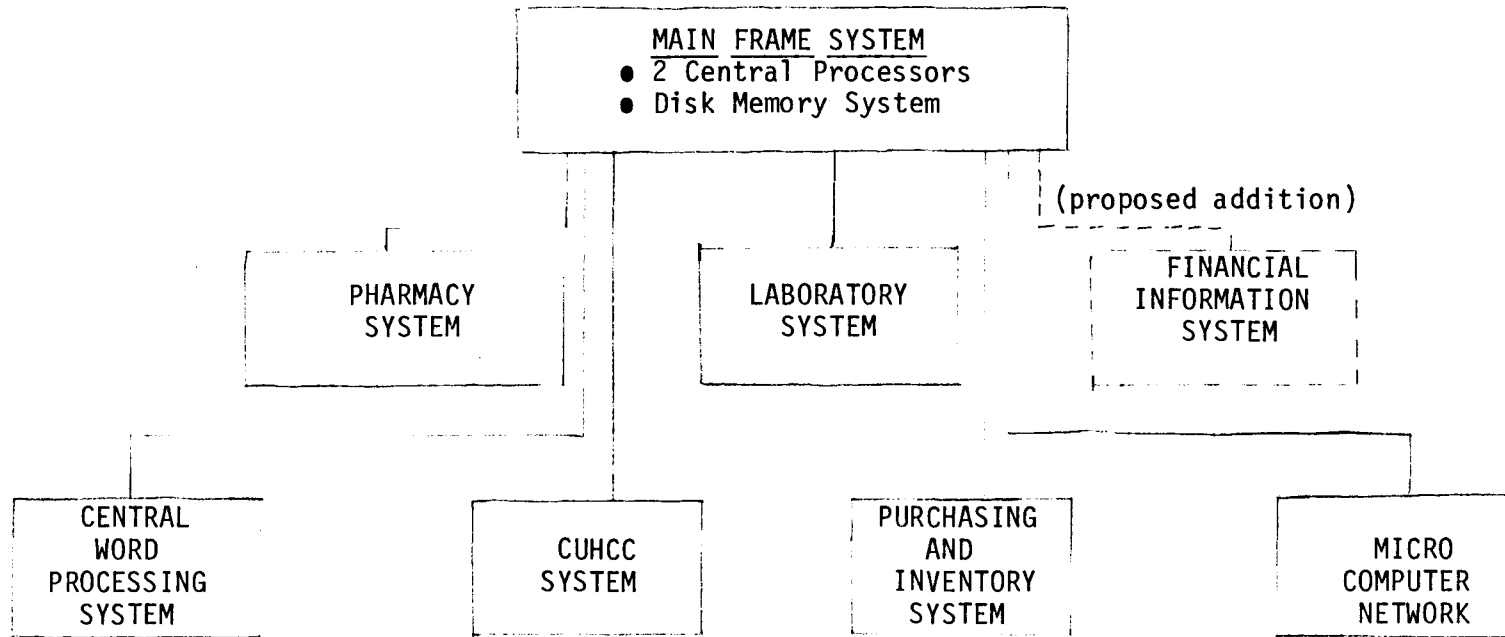 MAIN FRAME SYSTEM
● 2 Central Processors
● Disk Memory System
(proposed addition)
PHARMACY
SYSTEM
LABORATORY
SYSTEM
FINANCIAL
INFORMATION
SYSTEM
CENTRAL
WORD
PROCESSING
SYSTEM
CUHCC
SYSTEM
PURCHASING
AND
INVENTORY
SYSTEM
MICRO
COMPUTER
NETWORK